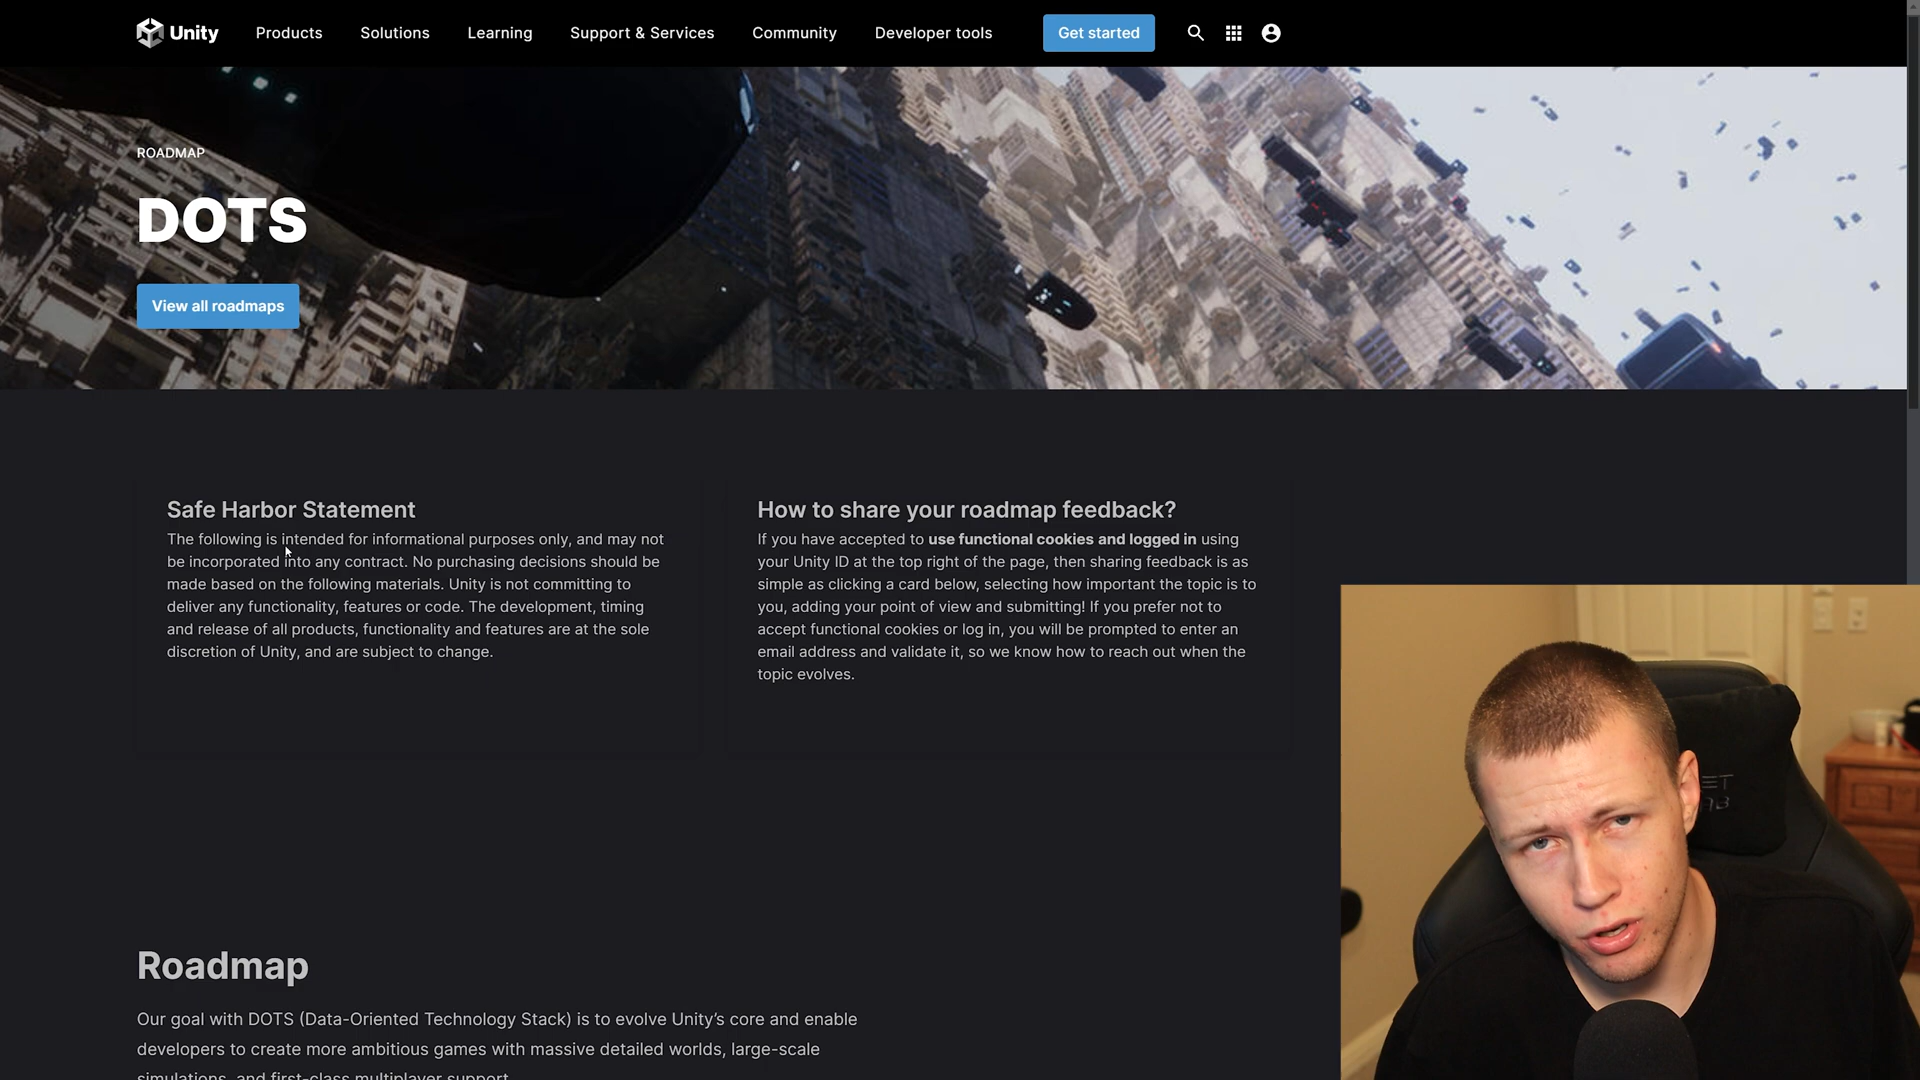 Unity Products Solutions Learning Support & Services Community Developer tools Get started
ROADMAP
DOTS
View all roadmaps
Safe Harbor Statement
The following is intended for informational purposes only, and may not
be incorporated into any contract. No purchasing decisions should be
made based on the following materials. Unity is not committing to
deliver any functionality, features or code. The development, timing
and release of all products, functionality and features are at the sole
discretion of Unity, and are subject to change.
How to share your roadmap feedback?
If you have accepted to use functional cookies and logged in using
your Unity ID at the top right of the page, then sharing feedback is as
simple as clicking a card below, selecting how important the topic is to
you, adding your point of view and submitting! If you prefer not to
accept functional cookies or log in, you will be prompted to enter an
email address and validate it, so we know how to reach out when the
topic evolves.
Roadmap
Our goal with DOTS (Data-Oriented Technology Stack) is to evolve Unity’s core and enable
developers to create more ambitious games with massive detailed worlds, large-scale
simulations, and first-class multiplayer support.